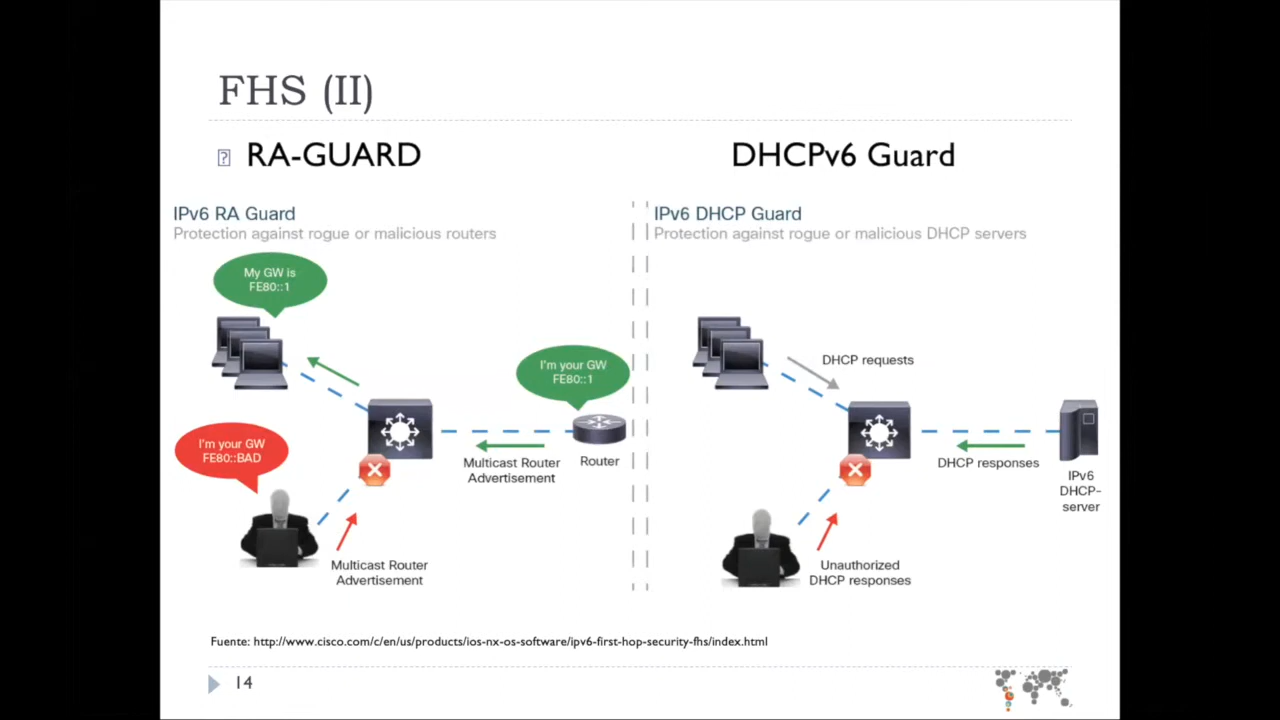 FHS (II)
RA-GUARD
IPv6 RA Guard
Protection against rogue or malicious routers
My GW is
FE80::1
I'm your GW
FE80::1
I'm your GW
FE80::BAD
Multicast Router
Advertisement
Router
Multicast Router
Advertisement
DHCPv6 Guard
IPv6 DHCP Guard
Protection against rogue or malicious DHCP servers
DHCP requests
DHCP responses
IPv6
DHCP-
server
Unauthorized
DHCP responses
Fuente: http://www.cisco.com/c/en/us/products/ios-nx-os-software/ipv6-first-hop-security-fhs/index.html
14